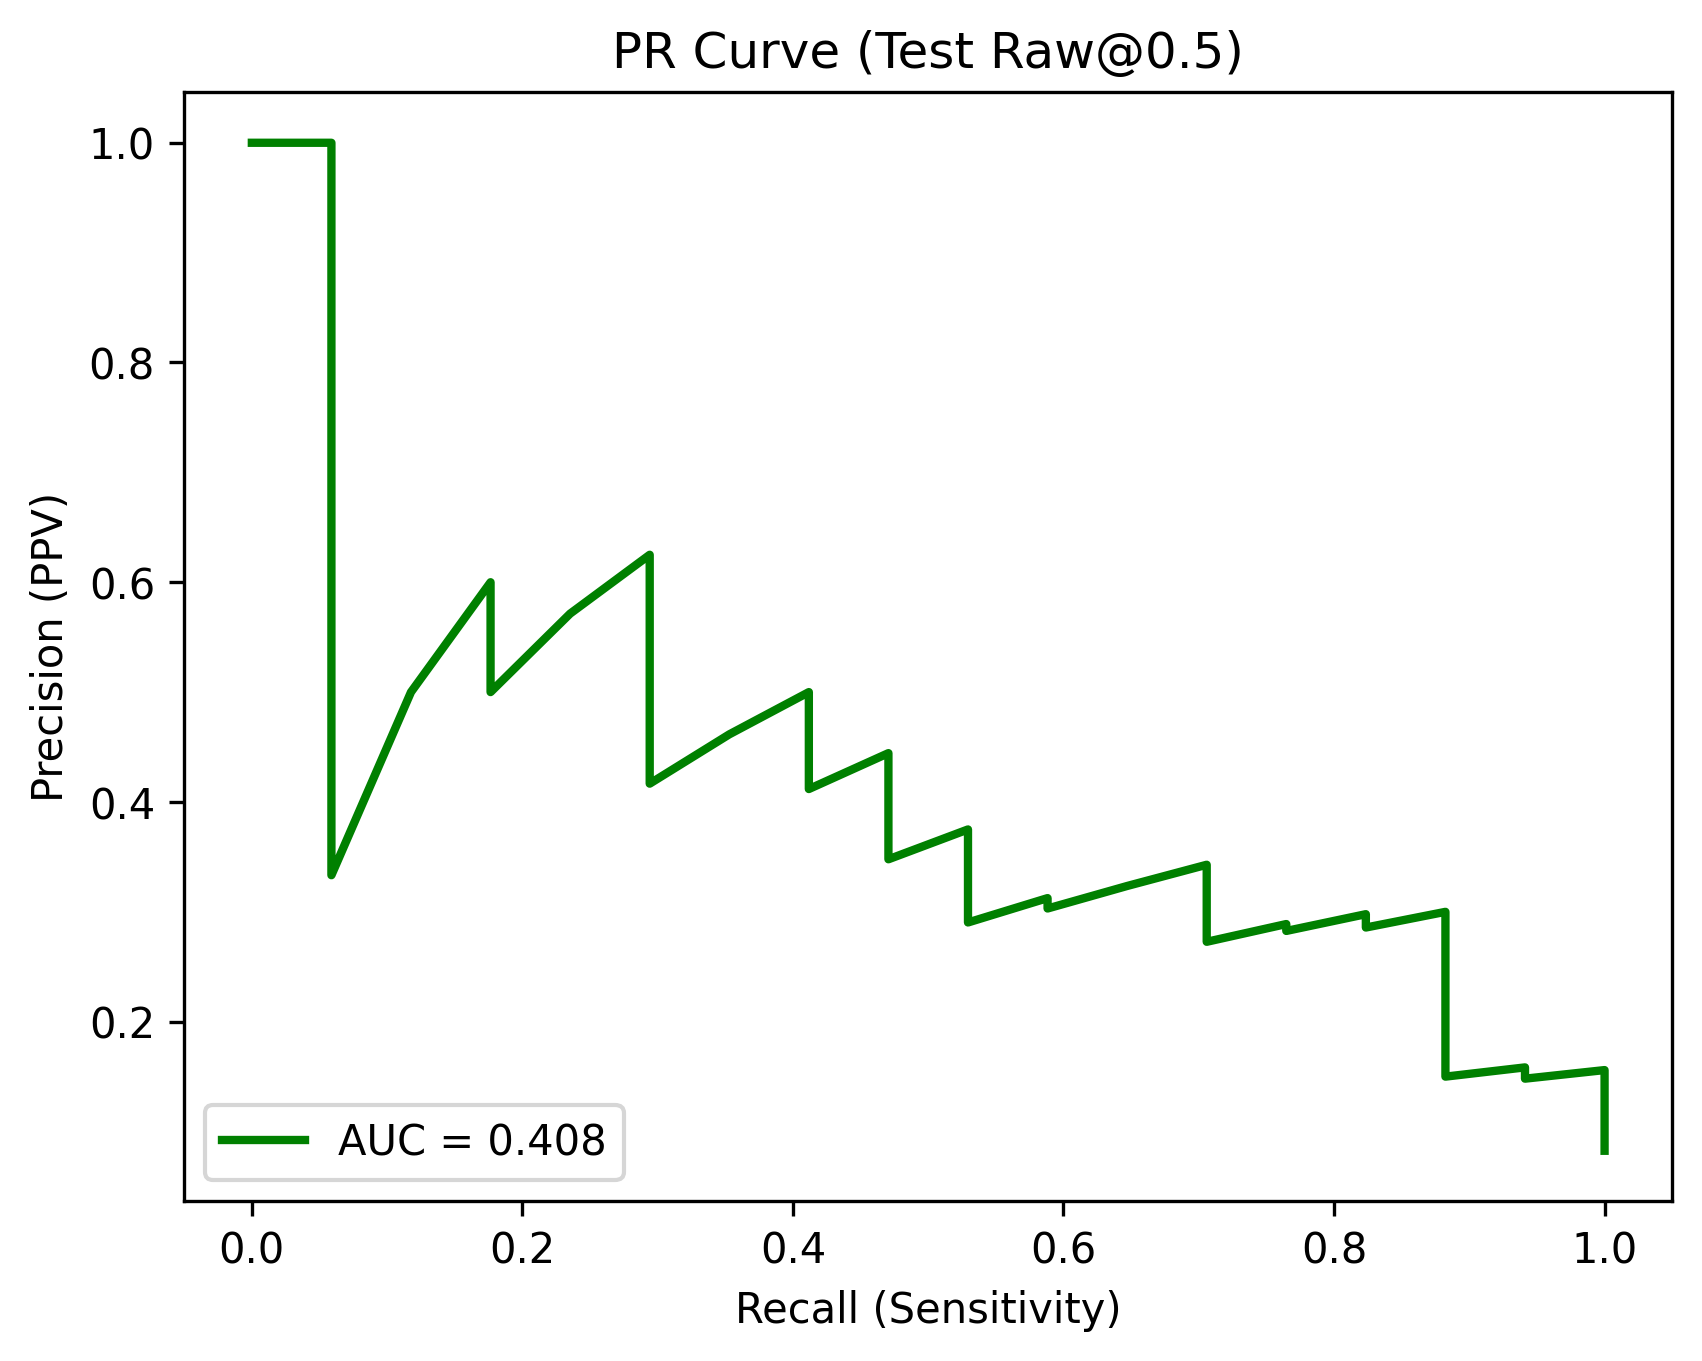 PR Curve (Test Raw@0.5)
1.0
0.8
0.6
0.4
0.2
Precision (PPV)
AUC = 0.408
0.0 0.2 0.4 0.6 0.8 1.0
Recall (Sensitivity)